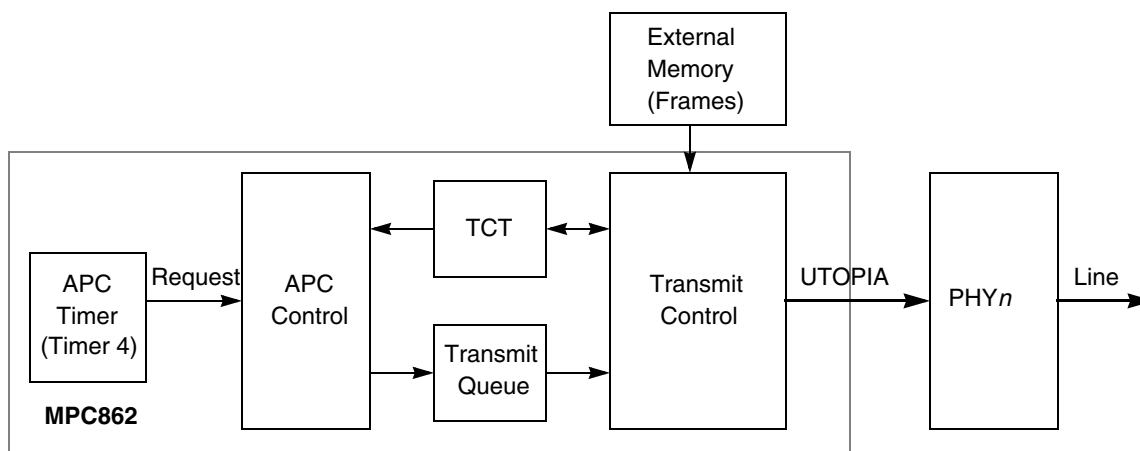 External
Memory
(Frames)
TCT
APC
Timer
(Timer 4)
Request
APC
Control
Transmit
Control
UTOPIA
PHYn
Line
Transmit
Queue
MPC862